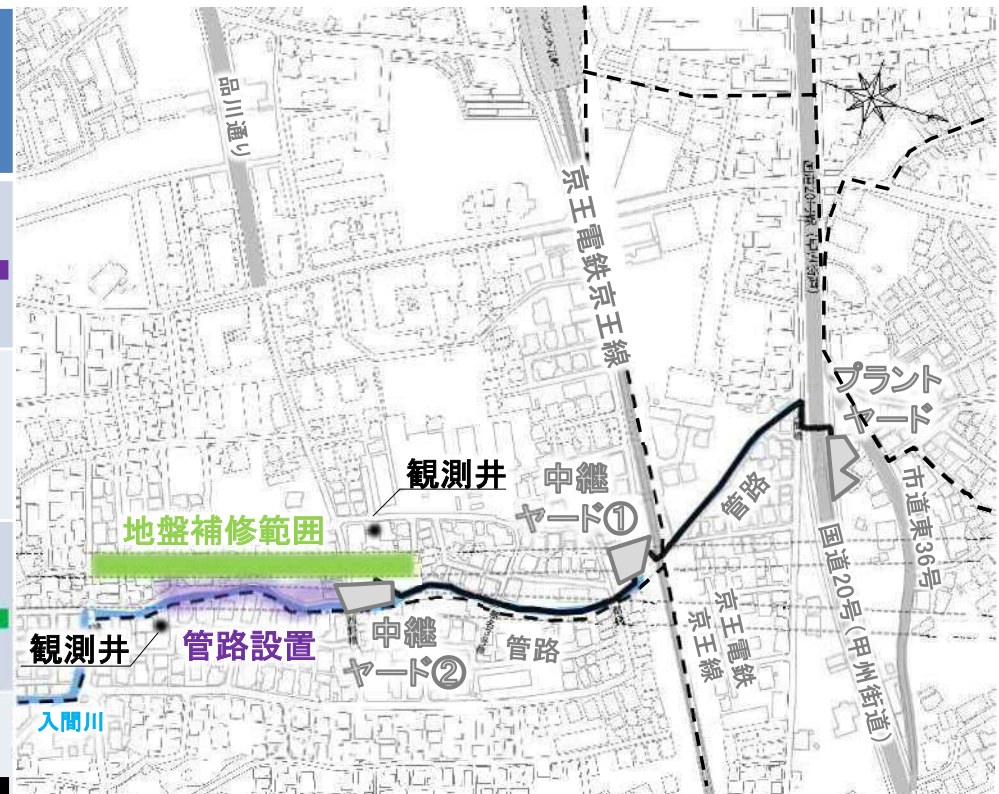 品川通り
京王電鉄京王線
プラント
ヤード
観測井
中継
ヤード①
管路
市道東36号
地盤補修範囲
国道20号(甲州街道)
観測井
管路設置
中継
ヤード②
管路
京王電鉄
京王線
入間川